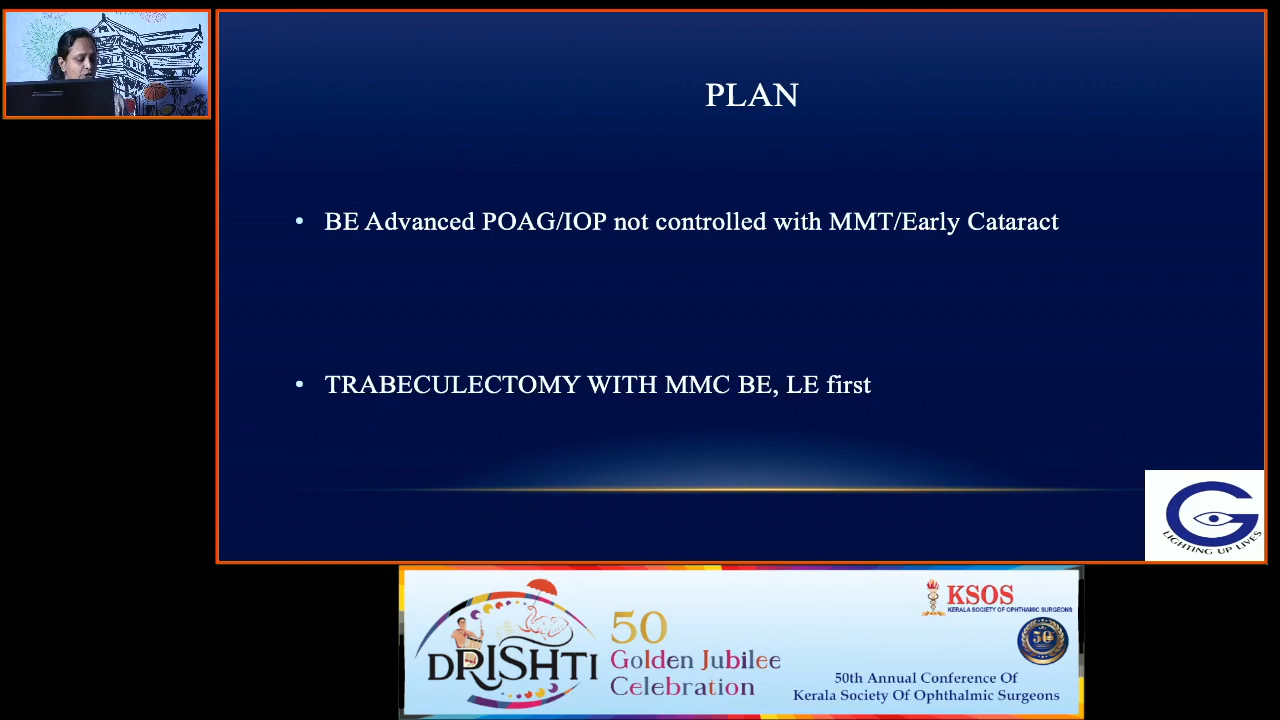 PLAN
• BE Advanced POAG/IOP not controlled with MMT/Early Cataract
• TRABECULECTOMY WITH MMC BE, LE first
LIGHTING UP LIVES
DRISHTI
50
Golden Jubilee
Celebration
KSOS
KERALA SOCIETY OF OPHTHAMIC SURGEONS
50
50th Annual Conference Of
Kerala Society Of Ophthalmic Surgeons